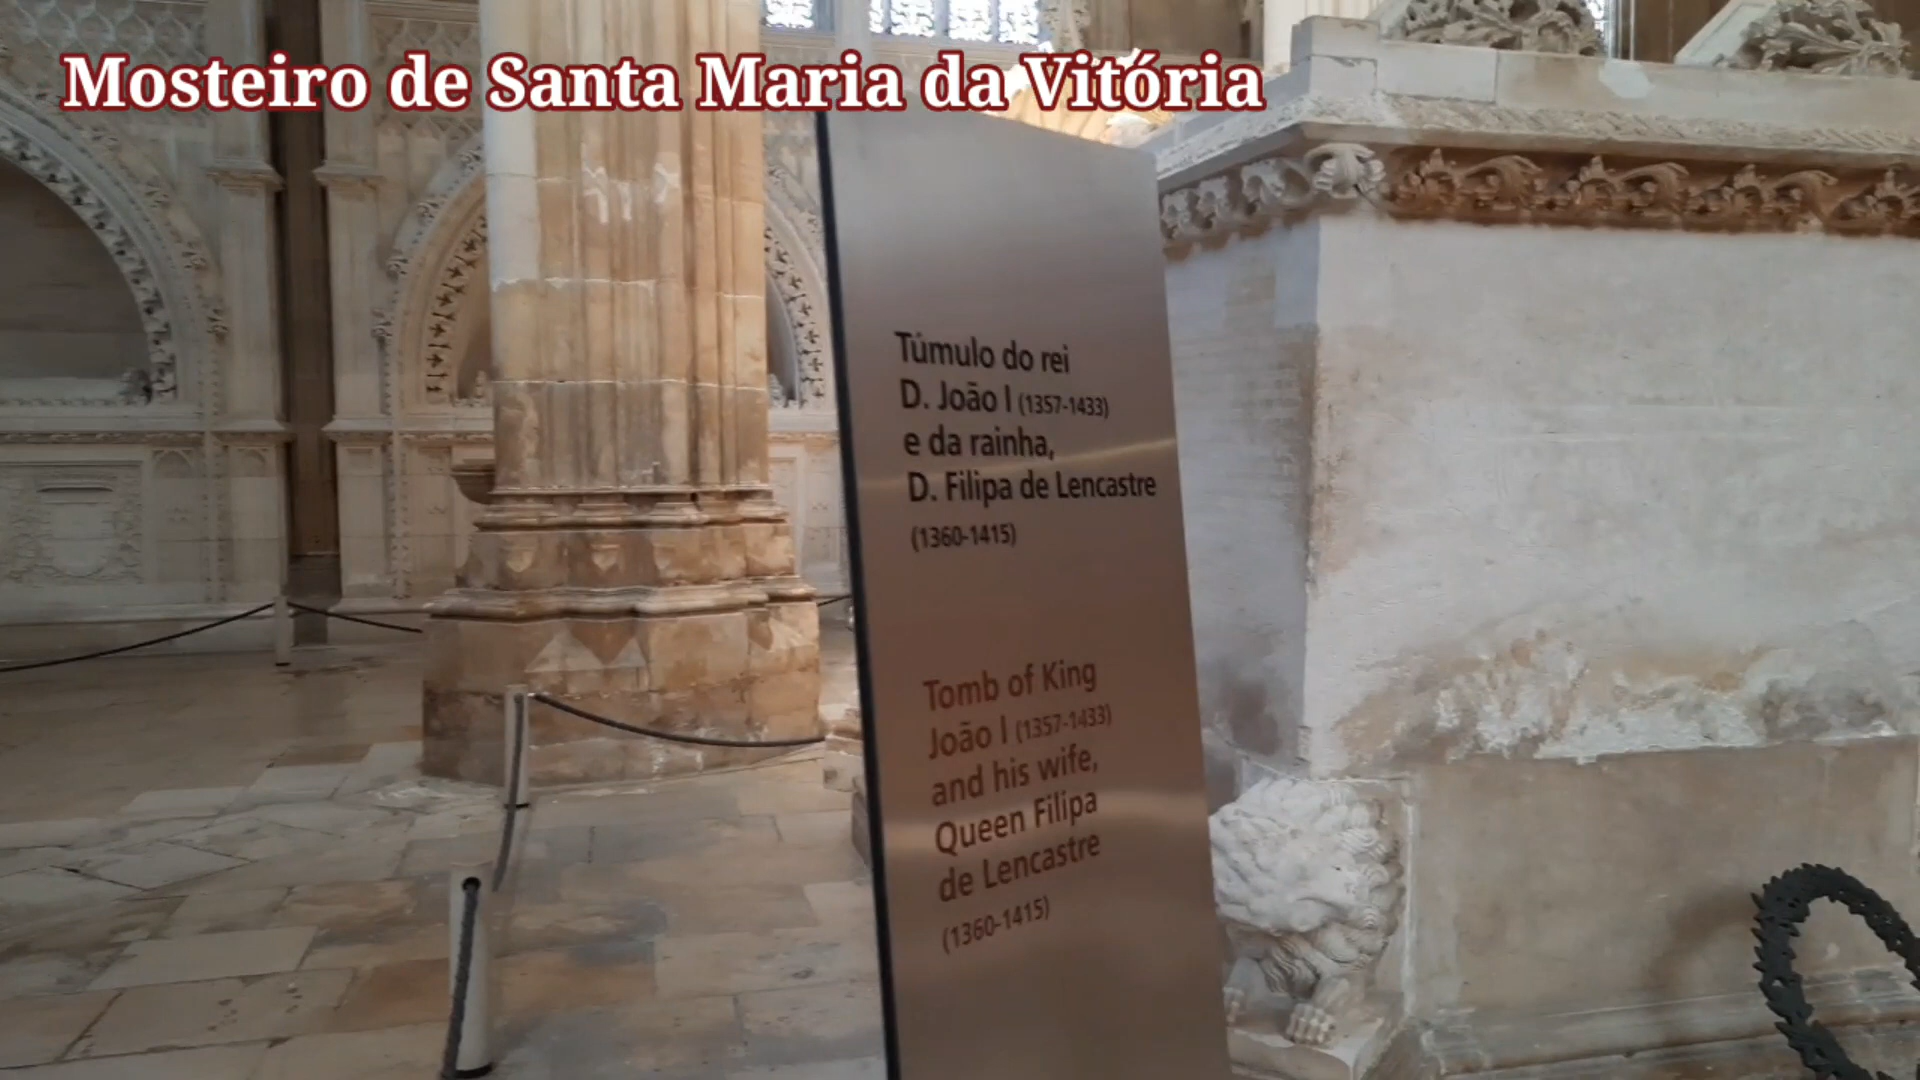 Mosteiro de Santa Maria da Vitória
Túmulo do rei
D. João I (1357-1433)
e da rainha,
D. Filipa de Lencastre
(1360-1415)
Tomb of King
João I (1357-1433)
and his wife,
Queen Filipa
de Lencastre
(1360-1415)